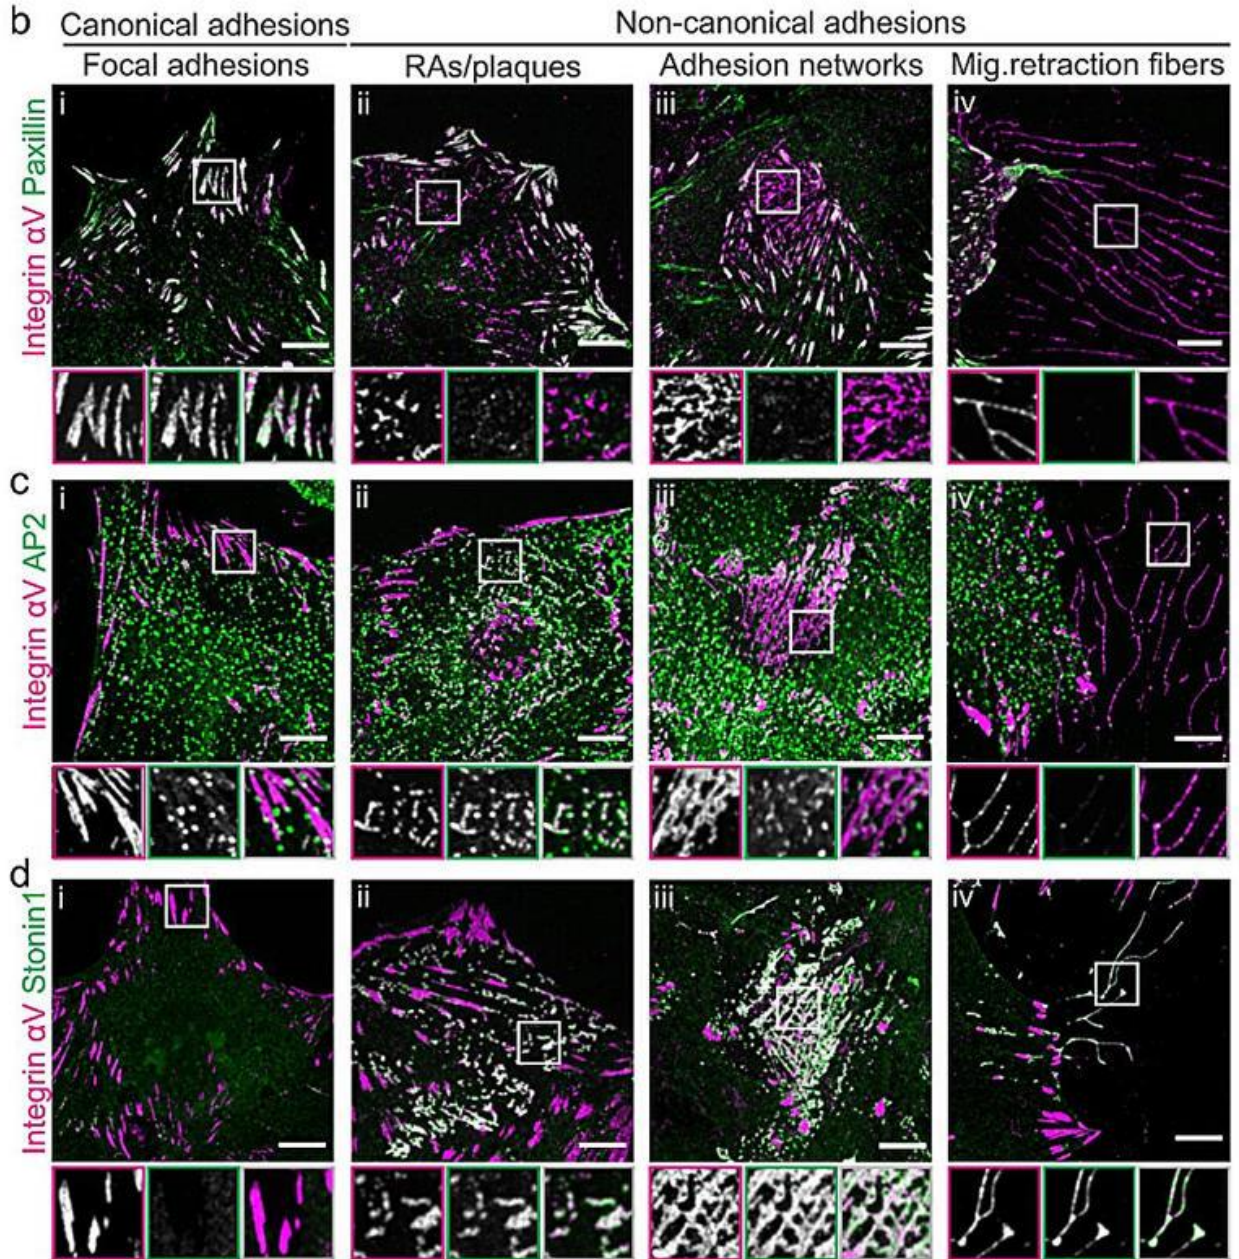 b
Canonical adhesions
Non-canonical adhesions
Focal adhesions
RAs/plaques
Adhesion networks
Mig.retraction fibers
Integrin αV Paxillin
i
ii
iii
iv
c
Integrin αV AP2
i
ii
iii
iv
d
Integrin αV Stonin1
i
ii
iii
iv